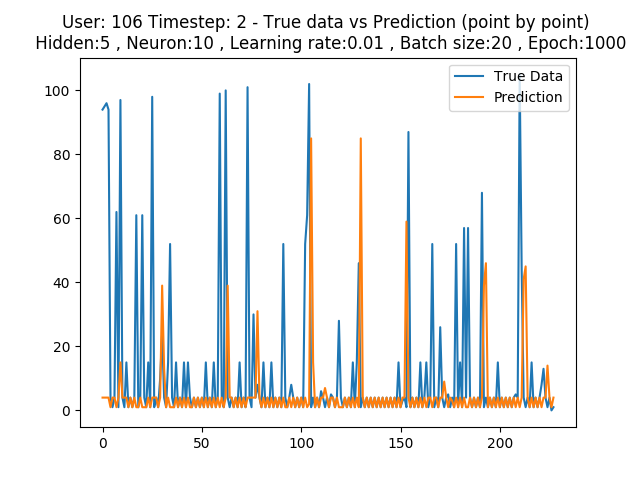 User: 106 Timestep: 2 - True data vs Prediction (point by point)
Hidden:5 , Neuron:10 , Learning rate:0.01 , Batch size:20 , Epoch:1000
True Data
Prediction
100
80
60
40
20
0
0 50 100 150 200